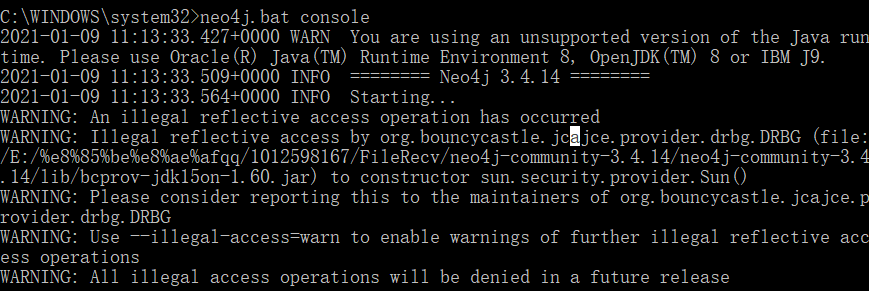 C:\WINDOWS\system32>neo4j.bat console
2021-01-09 11:13:33.427+0000 WARN  You are using an unsupported version of the Java run
time. Please use Oracle(R) Java(TM) Runtime Environment 8, OpenJDK(TM) 8 or IBM J9.
2021-01-09 11:13:33.509+0000 INFO  ======== Neo4j 3.4.14 ========
2021-01-09 11:13:33.564+0000 INFO  Starting...
WARNING: An illegal reflective access operation has occurred
WARNING: Illegal reflective access by org.bouncycastle.jcajce.provider.drbg.DRBG (file:
/E:/%e8%85%be%e8%ae%afqq/1012598167/FileRecv/neo4j-community-3.4.14/neo4j-community-3.4
.14/lib/bcprov-jdk15on-1.60.jar) to constructor sun.security.provider.Sun()
WARNING: Please consider reporting this to the maintainers of org.bouncycastle.jcajce.p
rovider.drbg.DRBG
WARNING: Use --illegal-access=warn to enable warnings of further illegal reflective acc
ess operations
WARNING: All illegal access operations will be denied in a future release